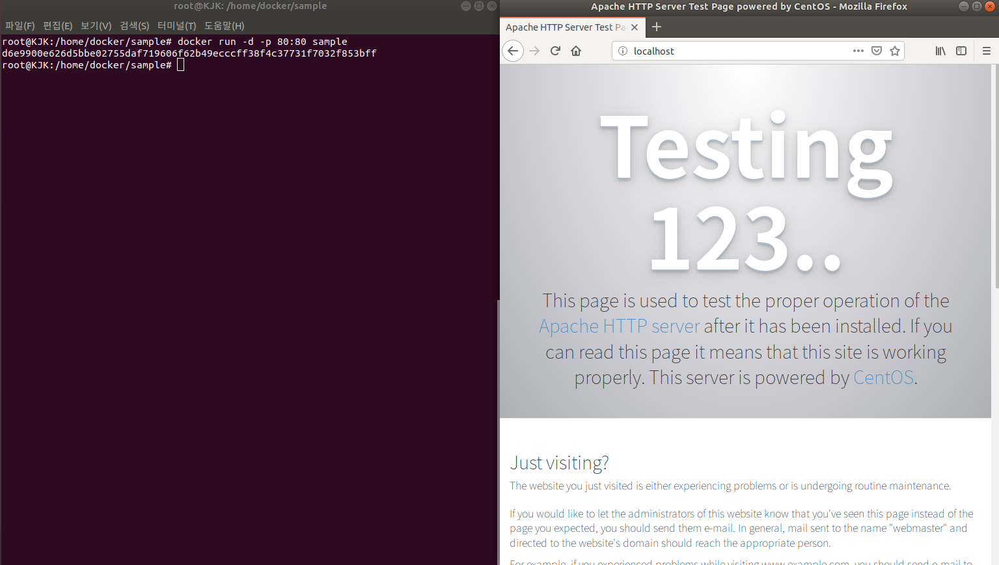 root@KJK: /home/docker/sample
파일(F) 편집(E) 보기(V) 검색(S) 터미널(T) 도움말(H)
root@KJK:/home/docker/sample# docker run -d -p 80:80 sample
d6e9900e626d5bbe02755daf719606f62b49ecccff38f4c37731f7032f853bff
root@KJK:/home/docker/sample#
Apache HTTP Server Test Page powered by CentOS - Mozilla Firefox
Apache HTTP Server Test Pa
localhost
Testing
123..
This page is used to test the proper operation of the
Apache HTTP server after it has been installed. If you
can read this page it means that this site is working
properly. This server is powered by CentOS.
Just visiting?
The website you just visited is either experiencing problems or is undergoing routine maintenance.
If you would like to let the administrators of this website know that you've seen this page instead of the
page you expected, you should send them e-mail. In general, mail sent to the name "webmaster" and
directed to the website's domain should reach the appropriate person.
For example, if you experienced problems while visiting www.example.com, you should send e-mail to